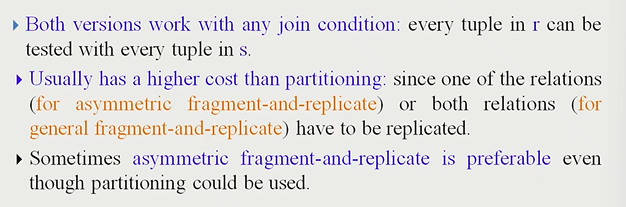 Both versions work with any join condition: every tuple in r can be
tested with every tuple in s.
Usually has a higher cost than partitioning: since one of the relations
(for asymmetric fragment-and-replicate) or both relations (for
general fragment-and-replicate) have to be replicated.
Sometimes asymmetric fragment-and-replicate is preferable even
though partitioning could be used.